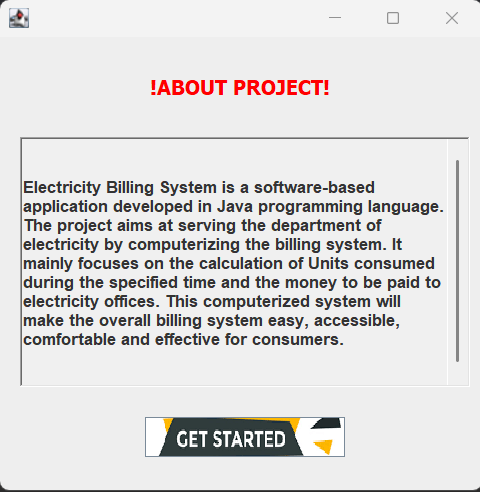 !ABOUT PROJECT!
Electricity Billing System is a software-based
application developed in Java programming language.
The project aims at serving the department of
electricity by computerizing the billing system. It
mainly focuses on the calculation of Units consumed
during the specified time and the money to be paid to
electricity offices. This computerized system will
make the overall billing system easy, accessible,
comfortable and effective for consumers.
GET STARTED